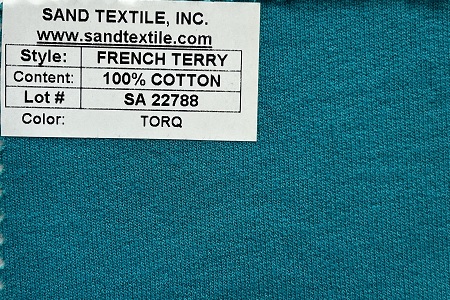 SAND TEXTILE, INC.
www.sandtextile.com
Style: FRENCH TERRY
Content: 100% COTTON
Lot # SA 22788
Color: TORQ